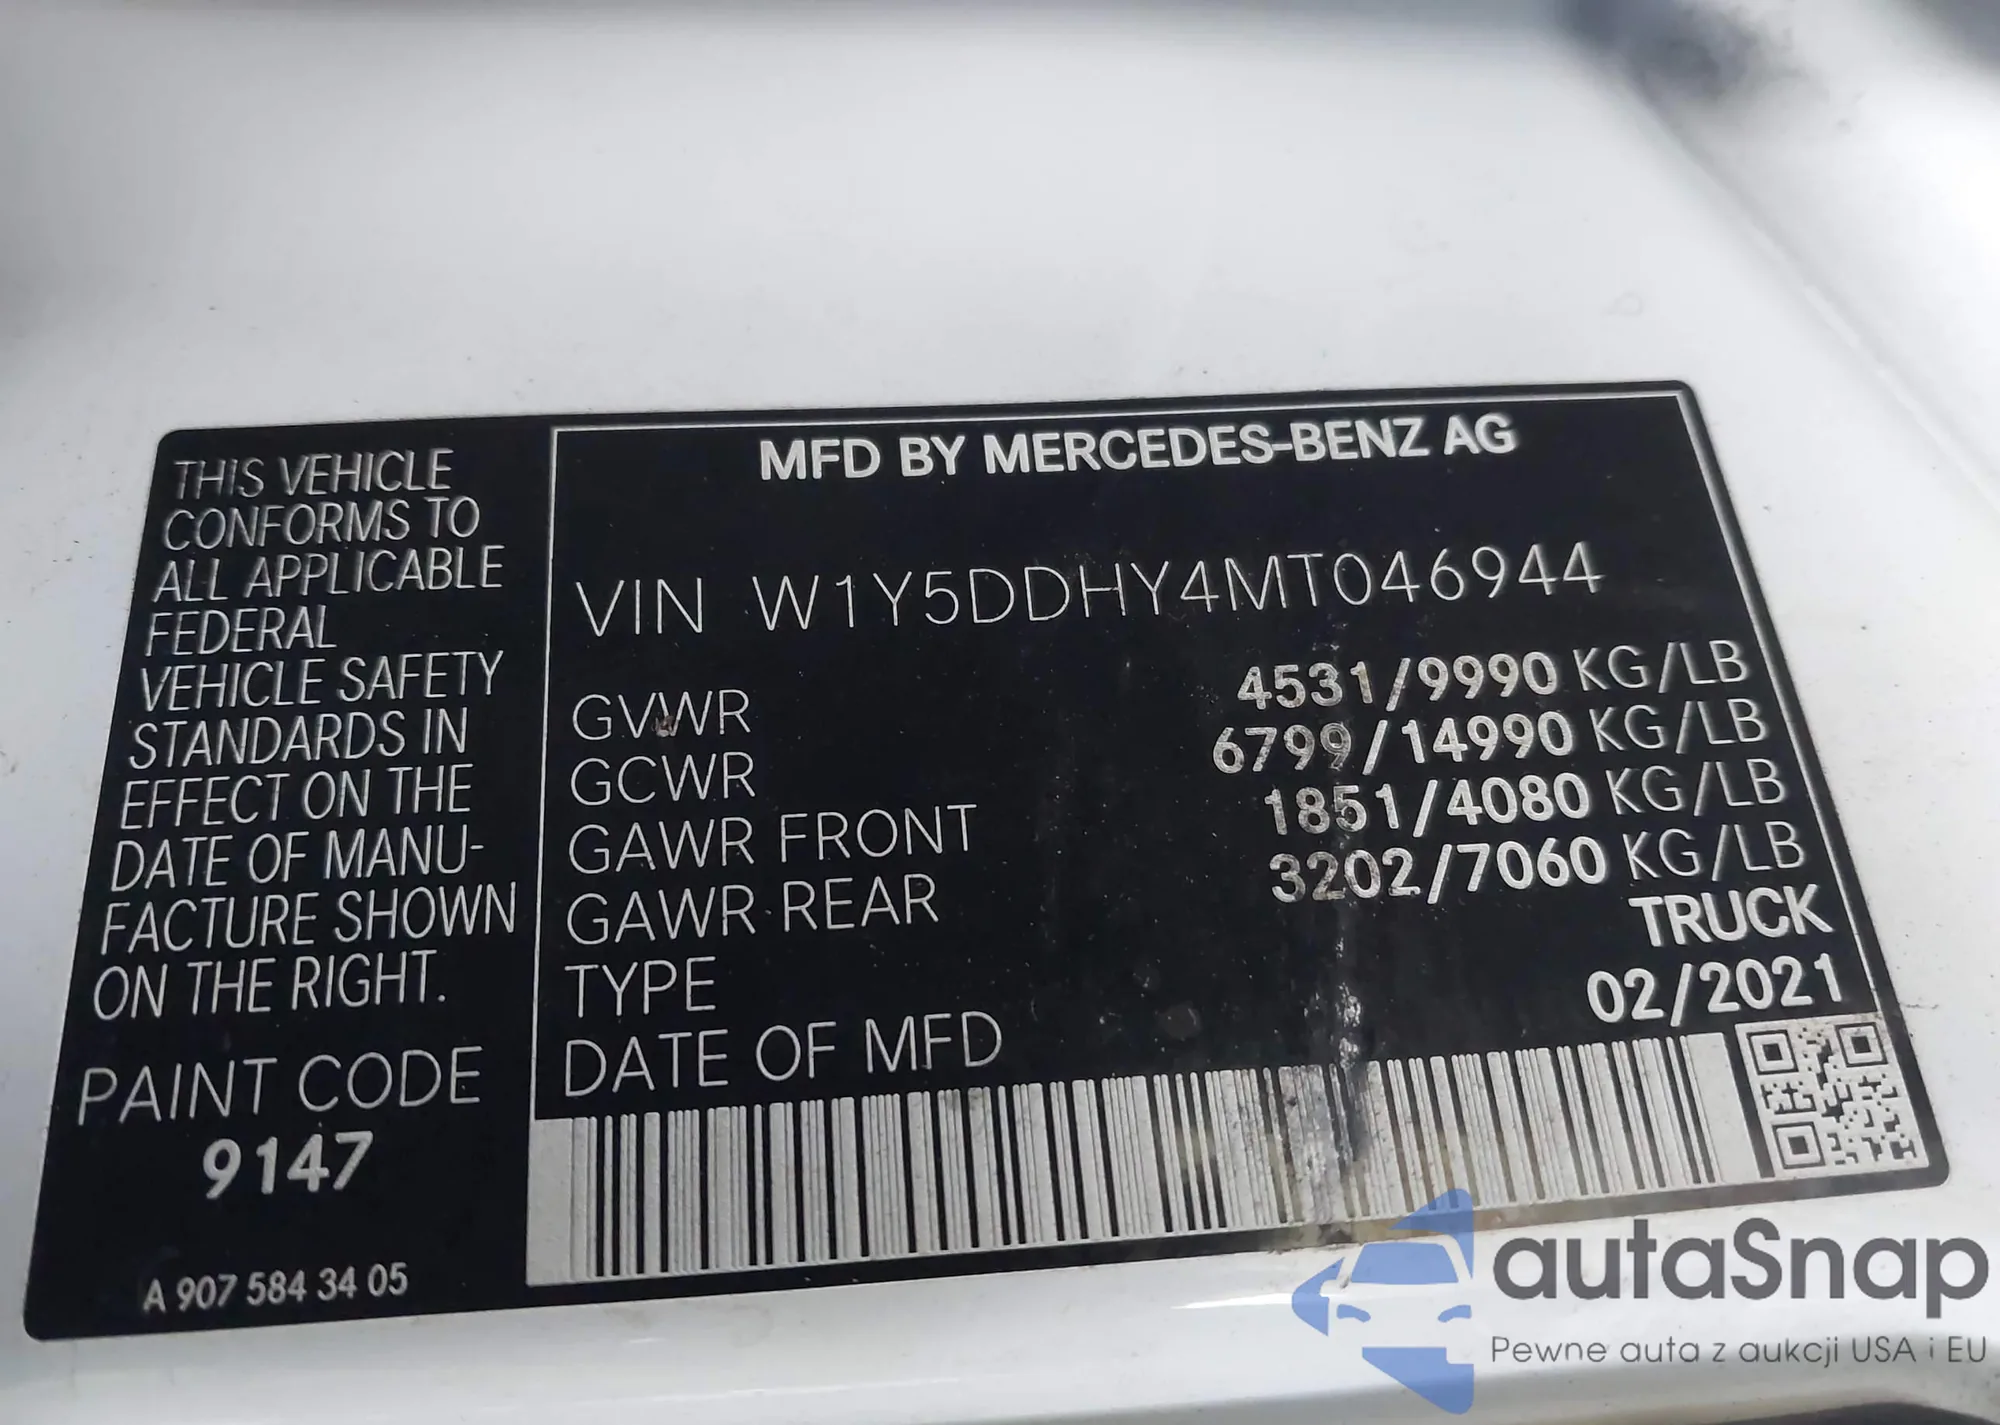 THIS VEHICLE
CONFORMS TO
ALL APPLICABLE
FEDERAL
VEHICLE SAFETY
STANDARDS IN
EFFECT ON THE
DATE OF MANU-
FACTURE SHOWN
ON THE RIGHT.
PAINT CODE
9147
A 907 584 34 05
MFD BY MERCEDES-BENZ AG
VIN W1Y5DDHY4MT046944
GVWR 4531/9990 KG/LB
GCWR 6799/14990 KG/LB
GAWR FRONT 1851/4080 KG/LB
GAWR REAR 3202/7060 KG/LB
TYPE TRUCK
DATE OF MFD 02/2021
autaSnap
Pewne auta z aukcji USA i EU